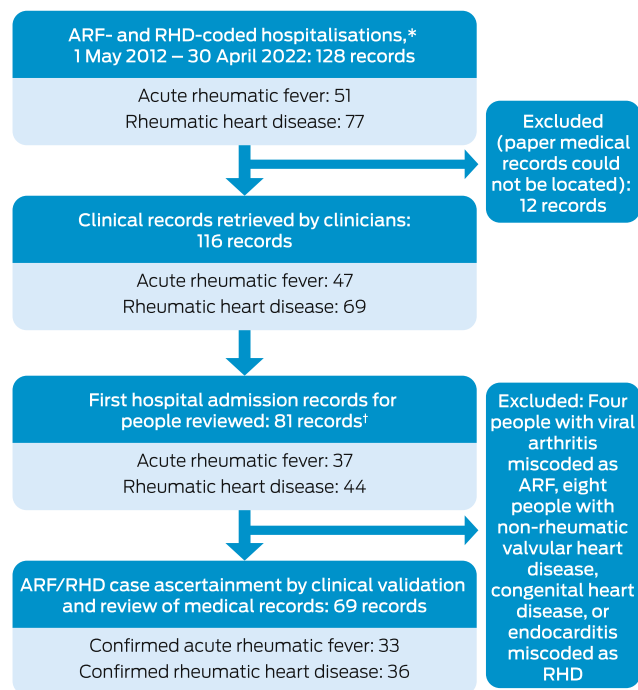 ARF- and RHD-coded hospitalisations,*
1 May 2012 – 30 April 2022: 128 records
Acute rheumatic fever: 51
Rheumatic heart disease: 77
Excluded
(paper medical
records could
not be located):
12 records
Clinical records retrieved by clinicians:
116 records
Acute rheumatic fever: 47
Rheumatic heart disease: 69
First hospital admission records for
people reviewed: 81 records†
Acute rheumatic fever: 37
Rheumatic heart disease: 44
Excluded: Four
people with viral
arthritis
miscoded as
ARF, eight
people with
non-rheumatic
valvular heart
disease,
congenital heart
disease, or
endocarditis
miscoded as
RHD
ARF/RHD case ascertainment by clinical validation
and review of medical records: 69 records
Confirmed acute rheumatic fever: 33
Confirmed rheumatic heart disease: 36